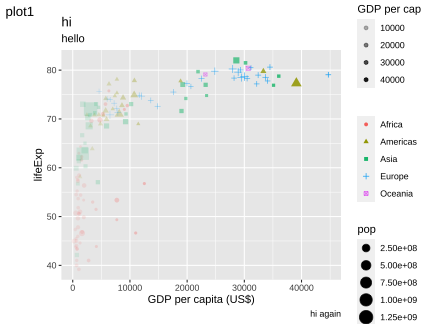 plot1
hi
hello
lifeExp
80
70
60
50
40
0
10000
20000
30000
40000
GDP per capita (US$)
hi again
GDP per cap
10000
20000
30000
40000
Africa
Americas
Asia
Europe
Oceania
pop
2.50e+08
5.00e+08
7.50e+08
1.00e+09
1.25e+09